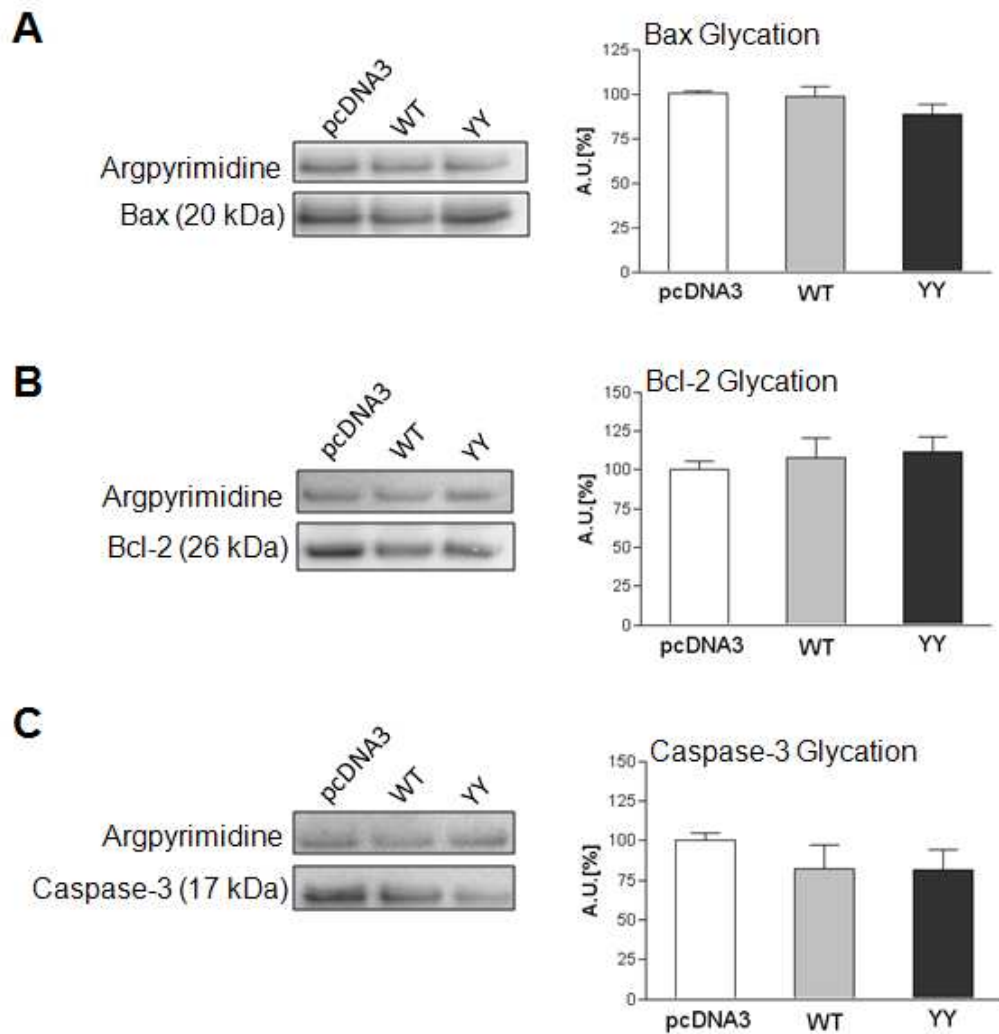 A
pcDNA3 WT YY
Argpyrimidine
Bax (20 kDa)
Bax Glycation
A.U.[%]
125
100
75
50
25
0
pcDNA3 WT YY
B
pcDNA3 WT YY
Argpyrimidine
Bcl-2 (26 kDa)
Bcl-2 Glycation
A.U.[%]
150
125
100
75
50
25
0
pcDNA3 WT YY
C
pcDNA3 WT YY
Argpyrimidine
Caspase-3 (17 kDa)
Caspase-3 Glycation
A.U.[%]
150
125
100
75
50
25
0
pcDNA3 WT YY